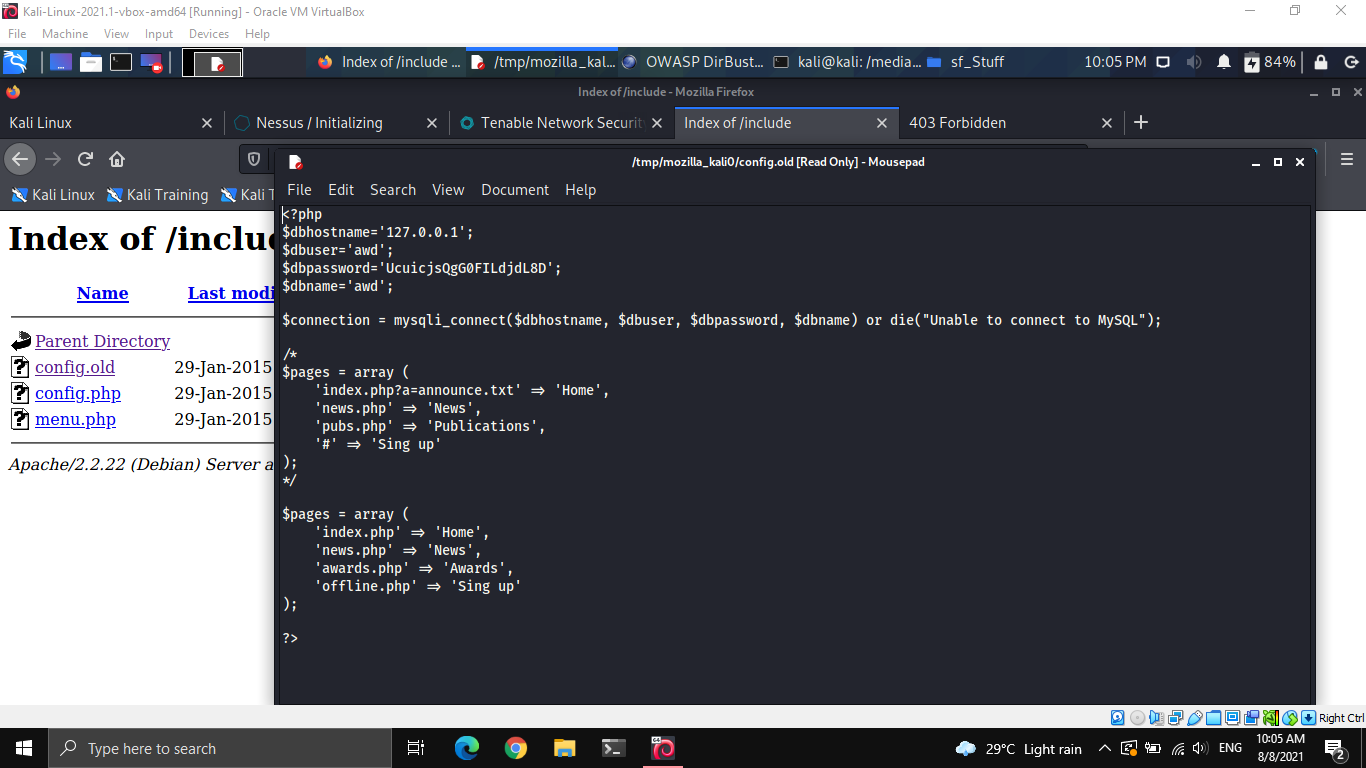 Kali-Linux-2021.1-vbox-amd64 [Running] - Oracle VM VirtualBox
File Machine View Input Devices Help
Index of /include ... /tmp/mozilla_kal... OWASP DirBust... kali@kali: /media... sf_Stuff 10:05 PM 84%
Index of /include - Mozilla Firefox
Kali Linux Nessus / Initializing Tenable Network Securit Index of /include 403 Forbidden
/tmp/mozilla_kali0/config.old [Read Only] - Mousepad
Kali Linux Kali Training Kali T
File Edit Search View Document Help
Index of /inclu
Name Last modi
Parent Directory
config.old 29-Jan-2015
config.php 29-Jan-2015
menu.php 29-Jan-2015
Apache/2.2.22 (Debian) Server a
<?php
$dbhostname='127.0.0.1';
$dbuser='awd';
$dbpassword='UcuicjsQgG0FILdjdL8D';
$dbname='awd';
$connection = mysqli_connect($dbhostname, $dbuser, $dbpassword, $dbname) or die("Unable to connect to MySQL");
/*
$pages = array (
'index.php?a=announce.txt' => 'Home',
'news.php' => 'News',
'pubs.php' => 'Publications',
'#' => 'Sing up'
);
*/
$pages = array (
'index.php' => 'Home',
'news.php' => 'News',
'awards.php' => 'Awards',
'offline.php' => 'Sing up'
);
?>
Right Ctrl
Type here to search
29°C Light rain
ENG
10:05 AM
8/8/2021
2